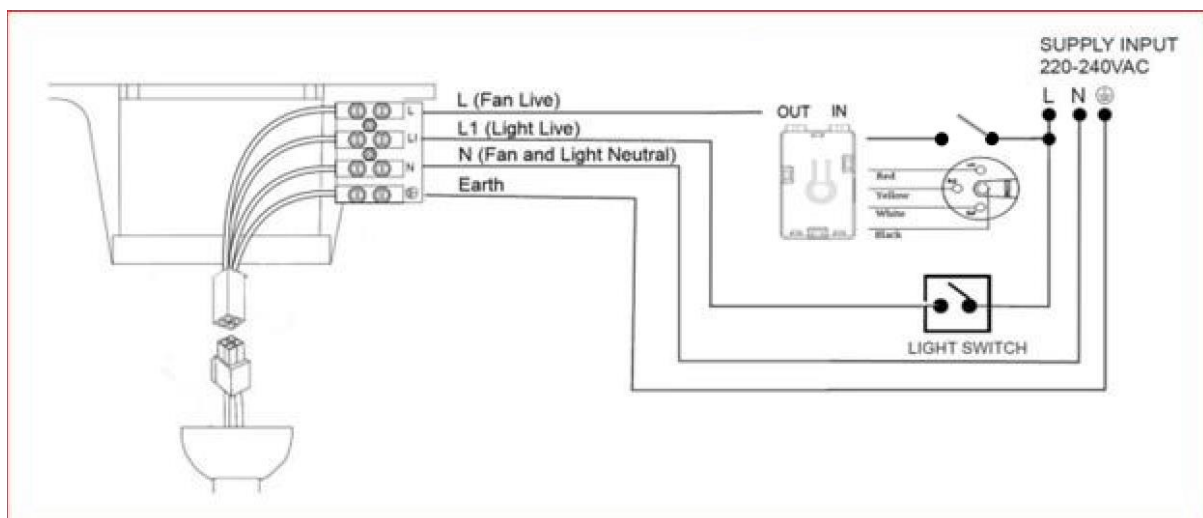 SUPPLY INPUT
220-240VAC
L N
L (Fan Live)
L
OUT IN
L1 (Light Live)
L1
N (Fan and Light Neutral)
N
Earth
Red
Yellow
White
Black
LIGHT SWITCH